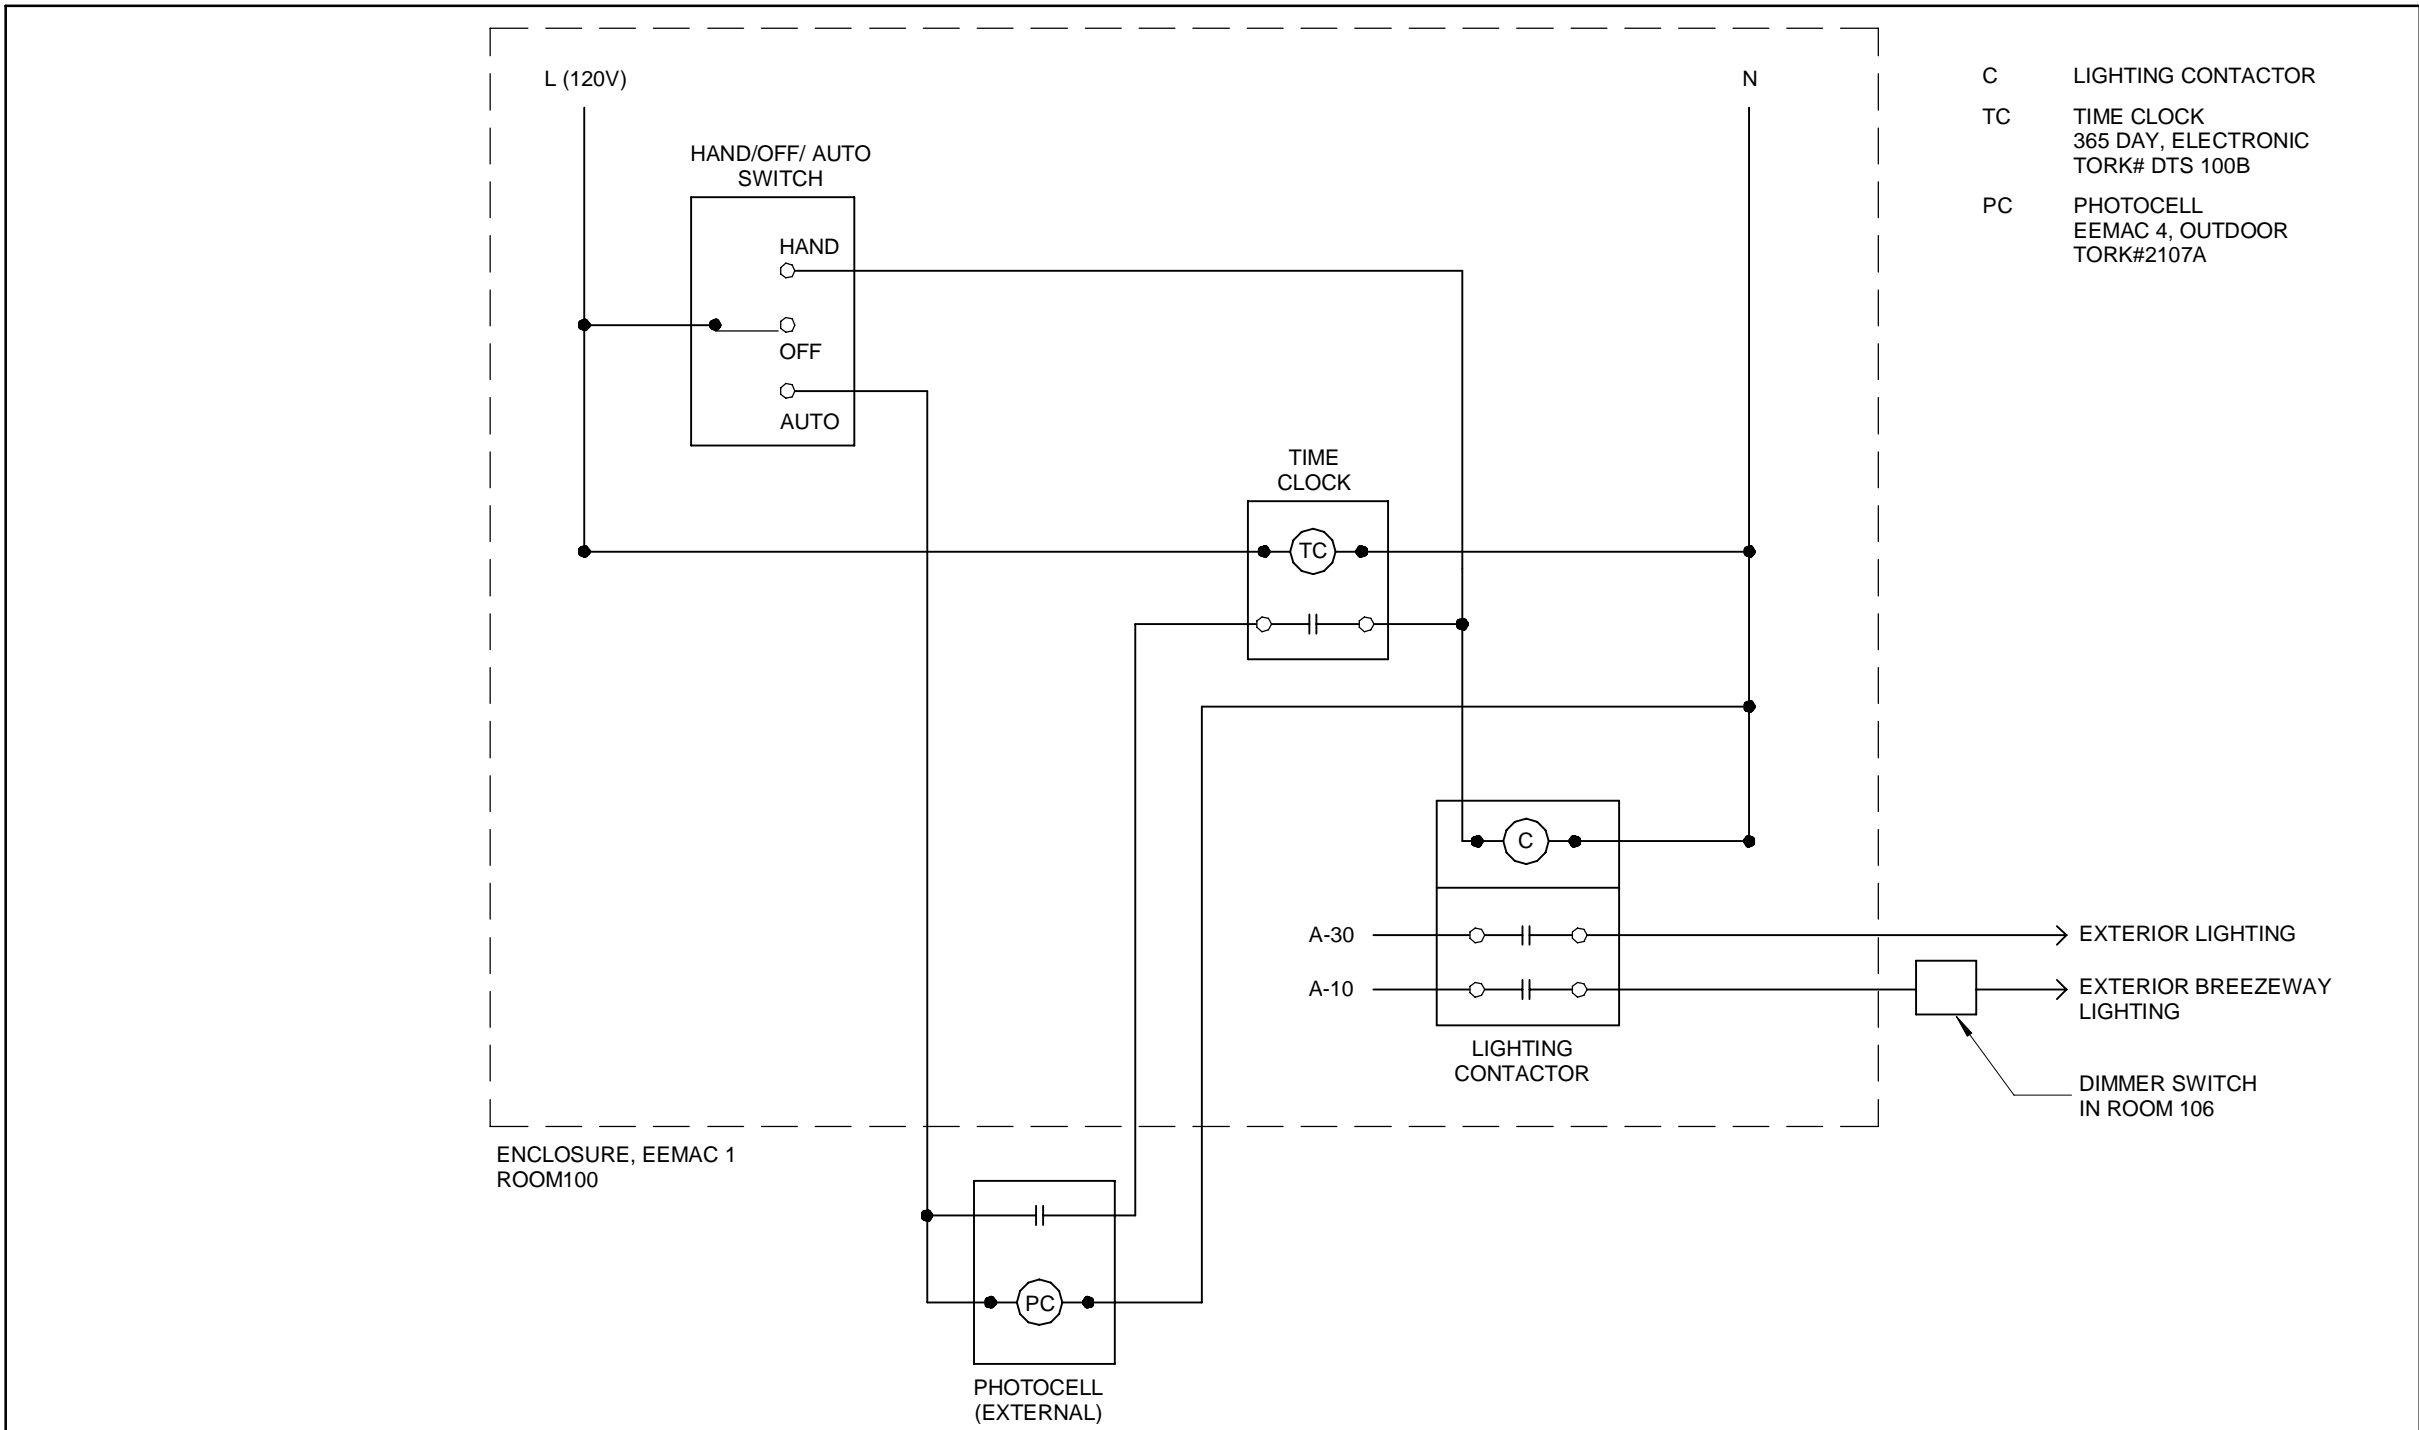 L (120V)
N
HAND/OFF/ AUTO
SWITCH
HAND
OFF
AUTO
TIME
CLOCK
TC
C
A-30
A-10
LIGHTING
CONTACTOR
EXTERIOR LIGHTING
EXTERIOR BREEZEWAY
LIGHTING
DIMMER SWITCH
IN ROOM 106
ENCLOSURE, EEMAC 1
ROOM100
PC
PHOTOCELL
(EXTERNAL)
C LIGHTING CONTACTOR
TC TIME CLOCK
365 DAY, ELECTRONIC
TORK# DTS 100B
PC PHOTOCELL
EEMAC 4, OUTDOOR
TORK#2107A